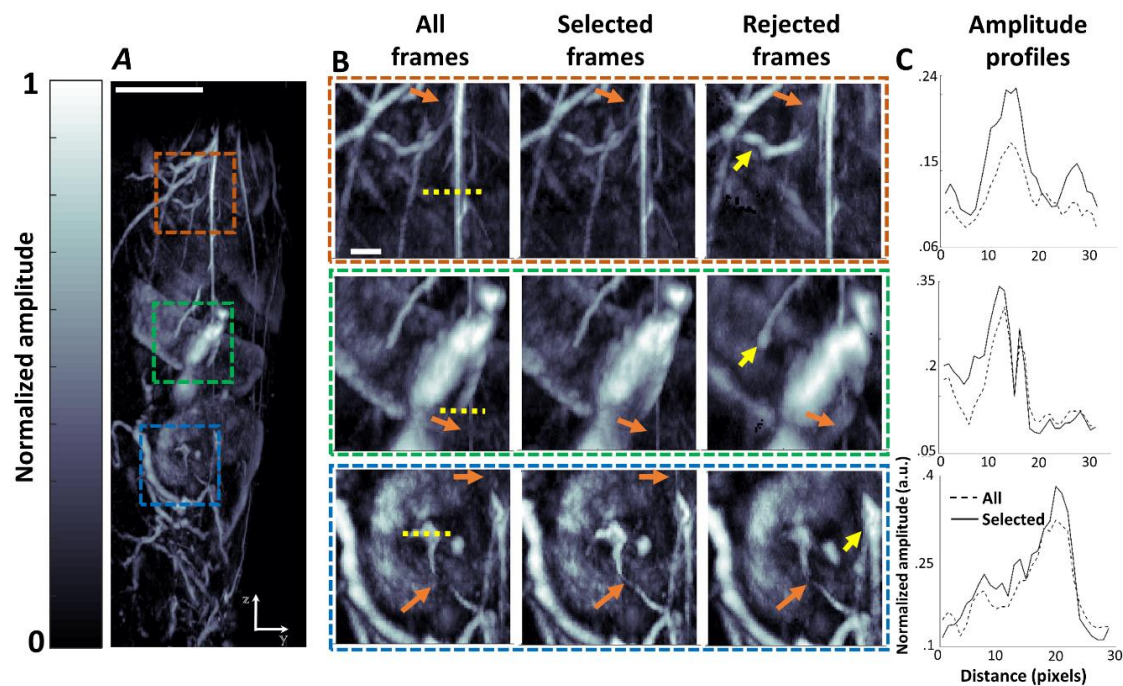 All frames
Selected frames
Rejected frames
Amplitude profiles
A
B
C
1
Normalized amplitude
0
z
y
.24
.15
.06
0 10 20 30
.35
.2
.05
0 10 20 30
.4
.25
.1
All
Selected
Normalized amplitude (a.u.)
0 10 20 30
Distance (pixels)